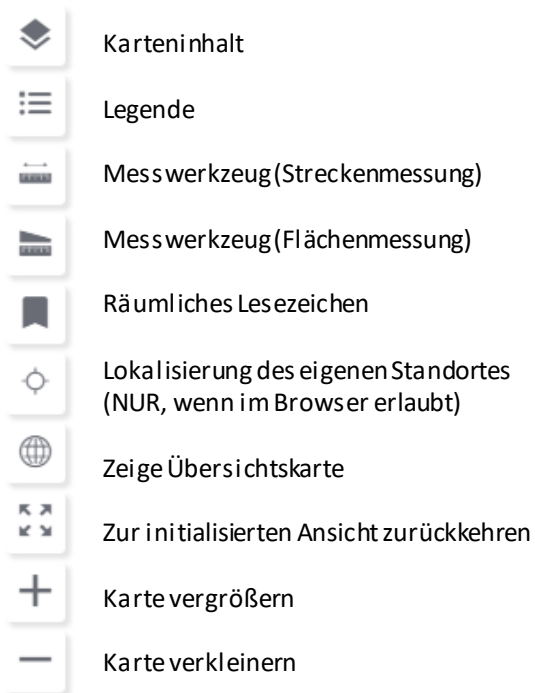 Karteninhalt
Legende
Messwerkzeug (Streckenmessung)
Messwerkzeug (Flächenmessung)
Räumliches Lesezeichen
Lokalisierung des eigenen Standortes
(NUR, wenn im Browser erlaubt)
Zeige Übersichtskarte
Zur initialisierten Ansicht zurückkehren
Karte vergrößern
Karte verkleinern